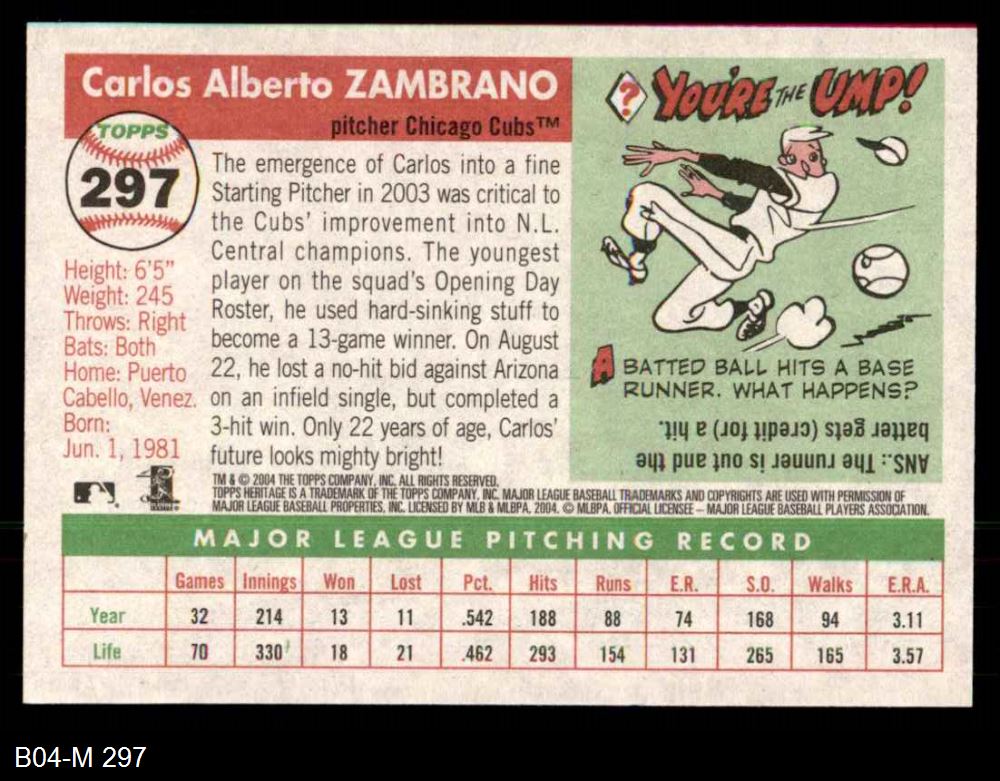 Carlos Alberto ZAMBRANO
pitcher Chicago Cubs™
TOPPS
297
Height: 6'5"
Weight: 245
Throws: Right
Bats: Both
Home: Puerto
Cabello, Venez.
Born:
Jun. 1, 1981
The emergence of Carlos into a fine
Starting Pitcher in 2003 was critical to
the Cubs' improvement into N.L.
Central champions. The youngest
player on the squad's Opening Day
Roster, he used hard-sinking stuff to
become a 13-game winner. On August
22, he lost a no-hit bid against Arizona
on an infield single, but completed a
3-hit win. Only 22 years of age, Carlos'
future looks mighty bright!
? YOU'RE THE UMP!
A BATTED BALL HITS A BASE
RUNNER. WHAT HAPPENS?
ANS.: The runner is out and the
batter gets (credit for) a hit.
TM & © 2004 THE TOPPS COMPANY, INC. ALL RIGHTS RESERVED.
TOPPS HERITAGE IS A TRADEMARK OF THE TOPPS COMPANY, INC. MAJOR LEAGUE BASEBALL TRADEMARKS AND COPYRIGHTS ARE USED WITH PERMISSION OF
MAJOR LEAGUE BASEBALL PROPERTIES, INC. LICENSED BY MLB & MLBPA, 2004. © MLBPA. OFFICIAL LICENSEE – MAJOR LEAGUE BASEBALL PLAYERS ASSOCIATION.
MAJOR LEAGUE PITCHING RECORD
Games Innings Won Lost Pct. Hits Runs E.R. S.O. Walks E.R.A.
Year 32 214 13 11 .542 188 88 74 168 94 3.11
Life 70 330 18 21 .462 293 154 131 265 165 3.57
B04-M 297